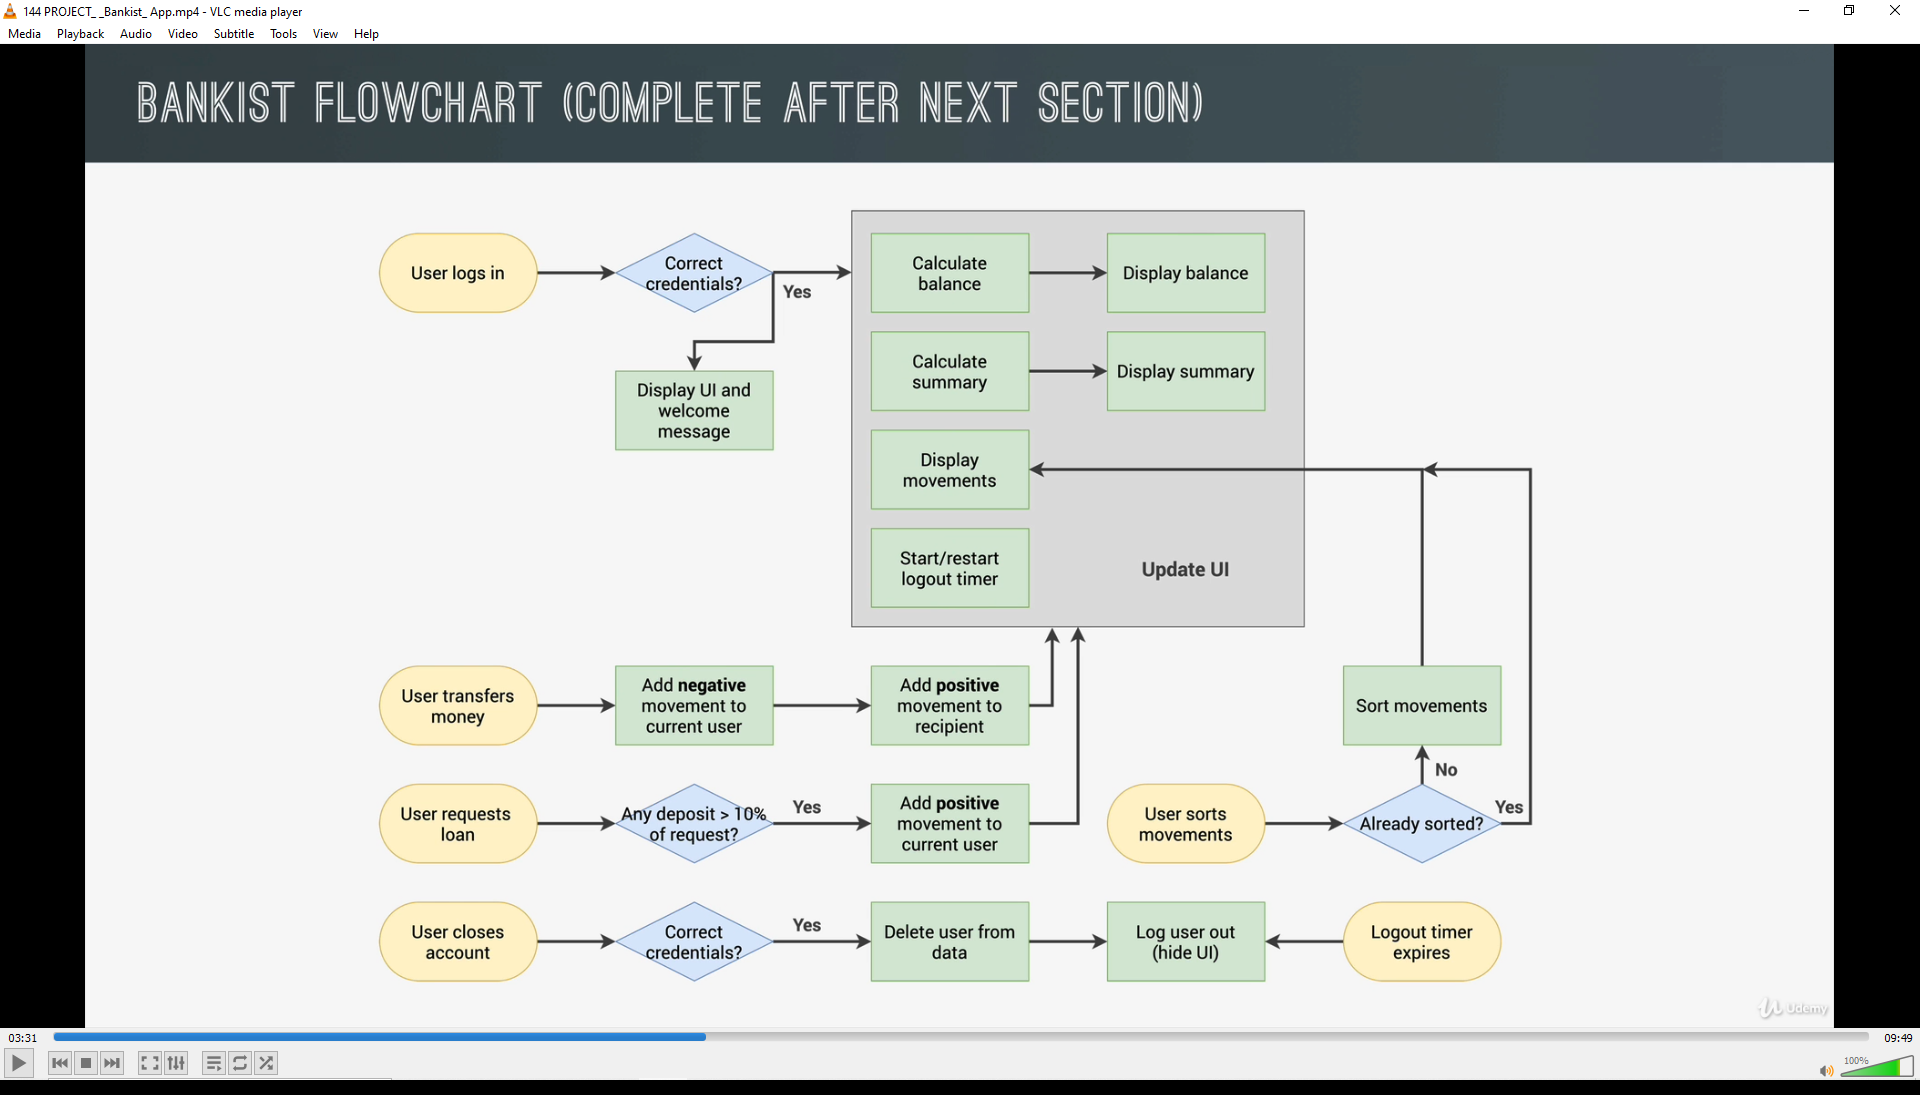 144 PROJECT_ _Bankist_ App.mp4 - VLC media player
Media Playback Audio Video Subtitle Tools View Help
BANKIST FLOWCHART (COMPLETE AFTER NEXT SECTION)
User logs in
Correct
credentials?
Yes
Display UI and
welcome
message
Calculate
balance
Display balance
Calculate
summary
Display summary
Display
movements
Start/restart
logout timer
Update UI
User transfers
money
Add negative
movement to
current user
Add positive
movement to
recipient
Sort movements
No
User requests
loan
Any deposit > 10%
of request?
Yes
Add positive
movement to
current user
User sorts
movements
Already sorted?
Yes
User closes
account
Correct
credentials?
Yes
Delete user from
data
Log user out
(hide UI)
Logout timer
expires
Udemy
03:31
09:49
100%